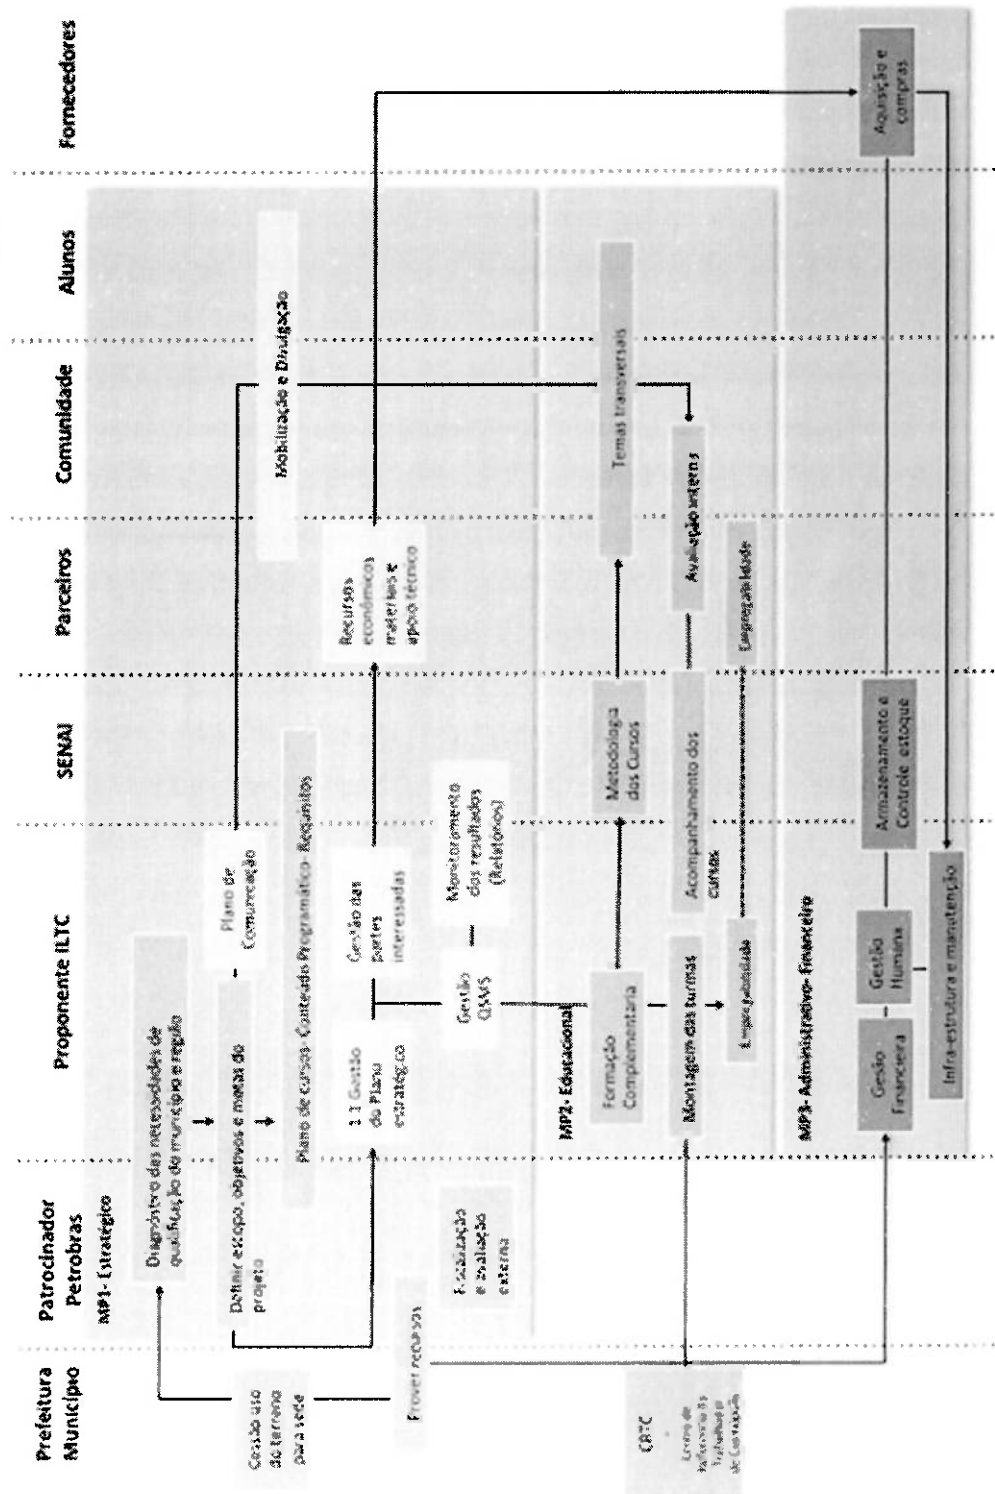 Prefeitura
Município
Patrocinador
Petrobras
Proponente ILTC
SENAI
Parceiros
Comunidade
Alunos
Fornecedores
MP1- Estratégico
Diagnóstico das necessidades de
qualificação do município e região
Definir escopo, objetivos e metas do
projeto
Plano de
Comunicação
Mobilização e Divulgação
Plano de cursos- Conteúdo Programatico- Requisitos
1.1 Gestão
do Plano
estratégico
Gestão das
partes
interessadas
Recursos
econômicos
materiais e
apoio técnico
Cessão uso
do terreno
para sede
Prover recursos
Fiscalização
e avaliação
externa
Gestão
QSMS
Monitoramento
dos resultados
(Relatórios)
MP2- Educacional
Formação
Complementaria
Metodologia
dos Cursos
Temas transversais
CRTC
Centro de
Montagem das turmas
Acompanhamento dos
cursos
Avaliação interna
Empregabilidade
Empregabilidade
MP3- Administrativo- Financeiro
Gestão
Financeira
Gestão
Humana
Armazenamento e
Controle estoque
Aquisição e
compras
Infra-estrutura e manutenção